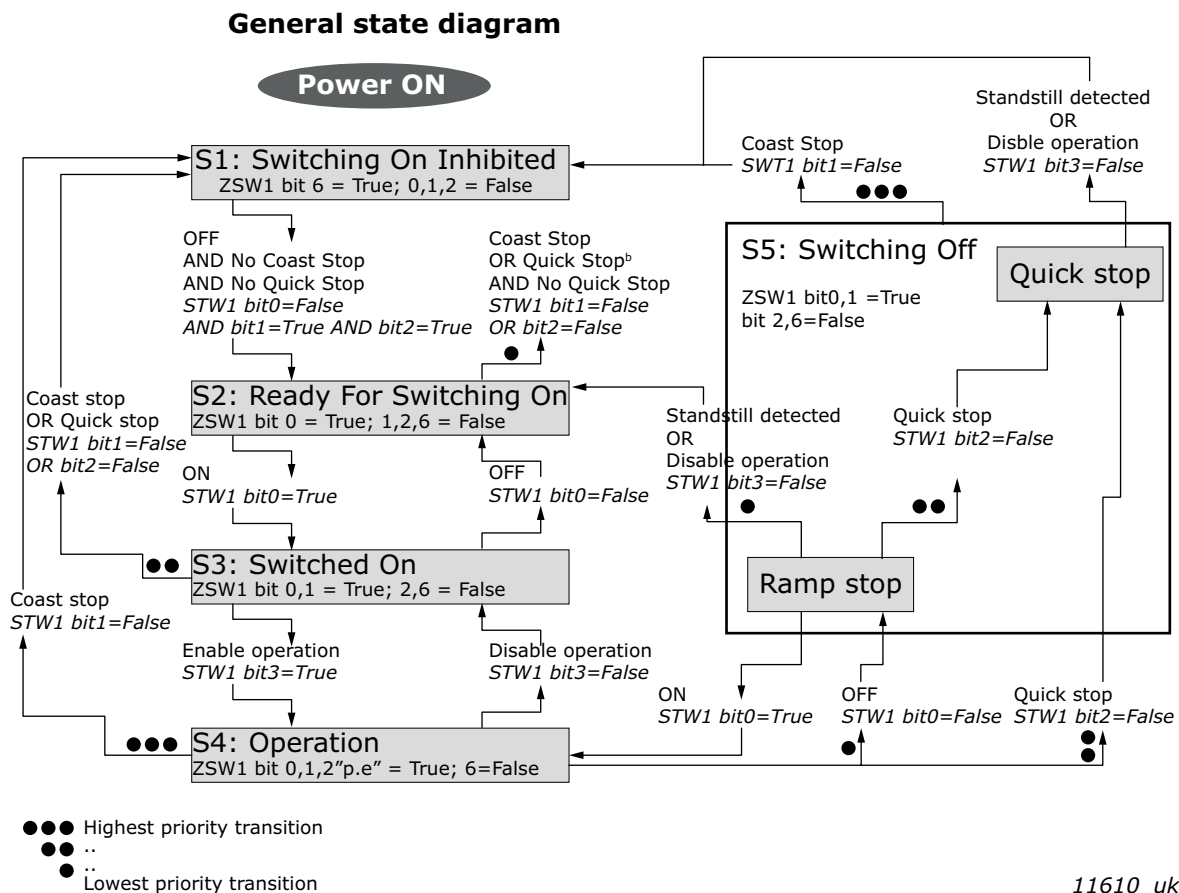 General state diagram
Power ON
S1: Switching On Inhibited
ZSW1 bit 6 = True; 0,1,2 = False
OFF
AND No Coast Stop
AND No Quick Stop
STW1 bit0=False
AND bit1=True AND bit2=True
Coast Stop
OR Quick Stopᵇ
AND No Quick Stop
STW1 bit1=False
OR bit2=False
S2: Ready For Switching On
ZSW1 bit 0 = True; 1,2,6 = False
ON
STW1 bit0=True
OFF
STW1 bit0=False
S3: Switched On
ZSW1 bit 0,1 = True; 2,6 = False
Enable operation
STW1 bit3=True
Disable operation
STW1 bit3=False
S4: Operation
ZSW1 bit 0,1,2”p.e” = True; 6=False
Coast stop
OR Quick stop
STW1 bit1=False
OR bit2=False
Coast stop
STW1 bit1=False
Coast Stop
SWT1 bit1=False
Standstill detected
OR
Disble operation
STW1 bit3=False
S5: Switching Off
ZSW1 bit0,1 =True
bit 2,6=False
Quick stop
Standstill detected
OR
Disable operation
STW1 bit3=False
Quick stop
STW1 bit2=False
Ramp stop
ON
STW1 bit0=True
OFF
STW1 bit0=False
Quick stop
STW1 bit2=False
Highest priority transition
..
..
Lowest priority transition
11610_uk